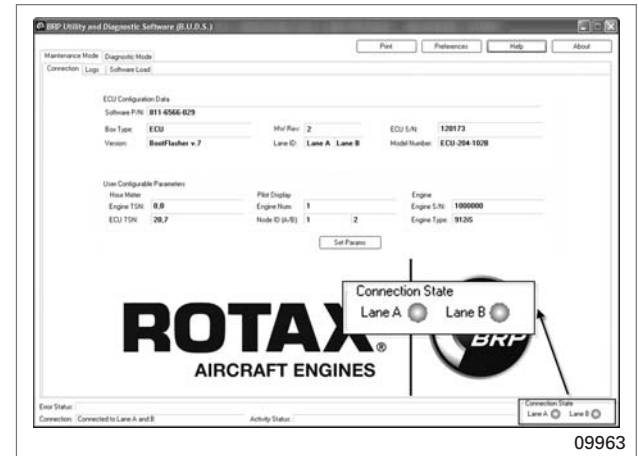 BRP Utility and Diagnostic Software (B.U.D.S.)
Print Preferences Help About
Maintenance Mode Diagnostic Mode
Connection Logs Software Load
ECU Configuration Data
Software P/N: 811-6566-029
Box Type: ECU HW Rev: 2 ECU S/N: 120173
Version: BootFlasher v.7 Lane ID: Lane A Lane B Model Number: ECU-204-1028
User Configurable Parameters
Hour Meter Pilot Display Engine
Engine TSN: 0,0 Engine Num: 1 Engine S/N: 1000000
ECU TSN: 20,7 Node ID (A/B): 1 2 Engine Type: 912iS
Set Params
Connection State
Lane A Lane B
ROTAX®
AIRCRAFT ENGINES
BRP
Error Status:
Connection: Connected to Lane A and B Activity Status:
Connection State
Lane A Lane B
09963